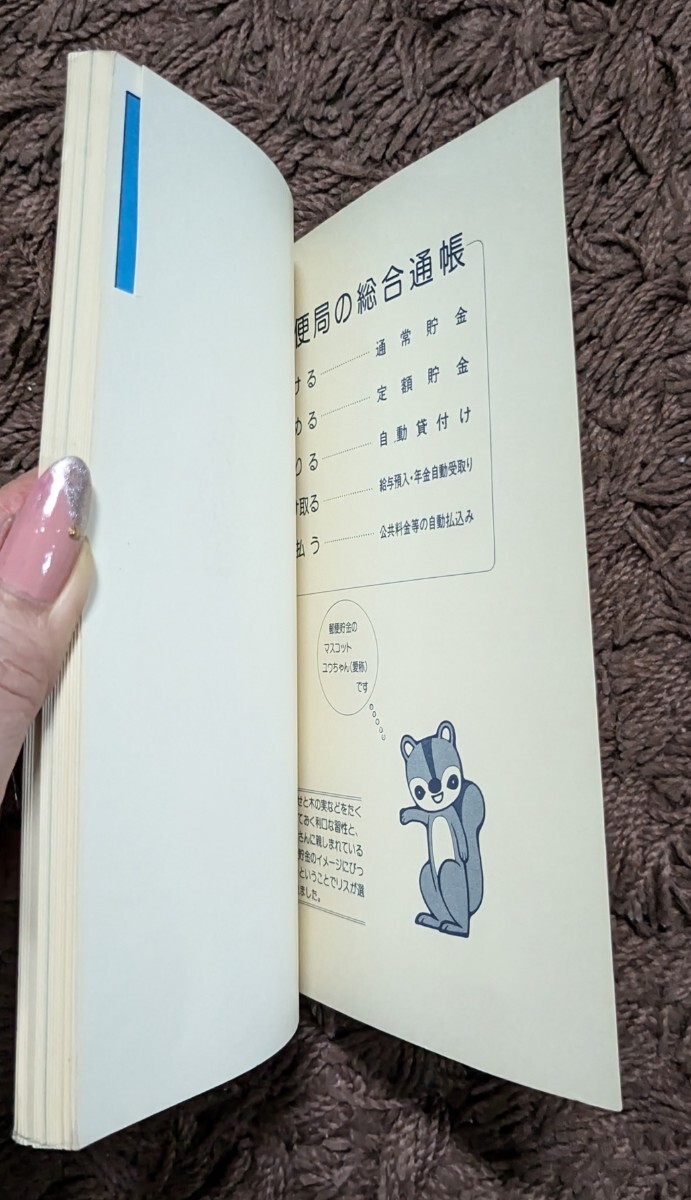 便局の総合通帳
ける…………通常貯金
める…………定額貯金
りる…………自動貸付け
け取る…………給与預入・年金自動受取り
払う…………公共料金等の自動払込み
郵便貯金の
マスコット
ユウちゃん(愛称)
です
せと木の実などをたく
ておく利口な習性と、
さんに親しまれている
貯金のイメージにぴっ
ということでリスが選
ました。